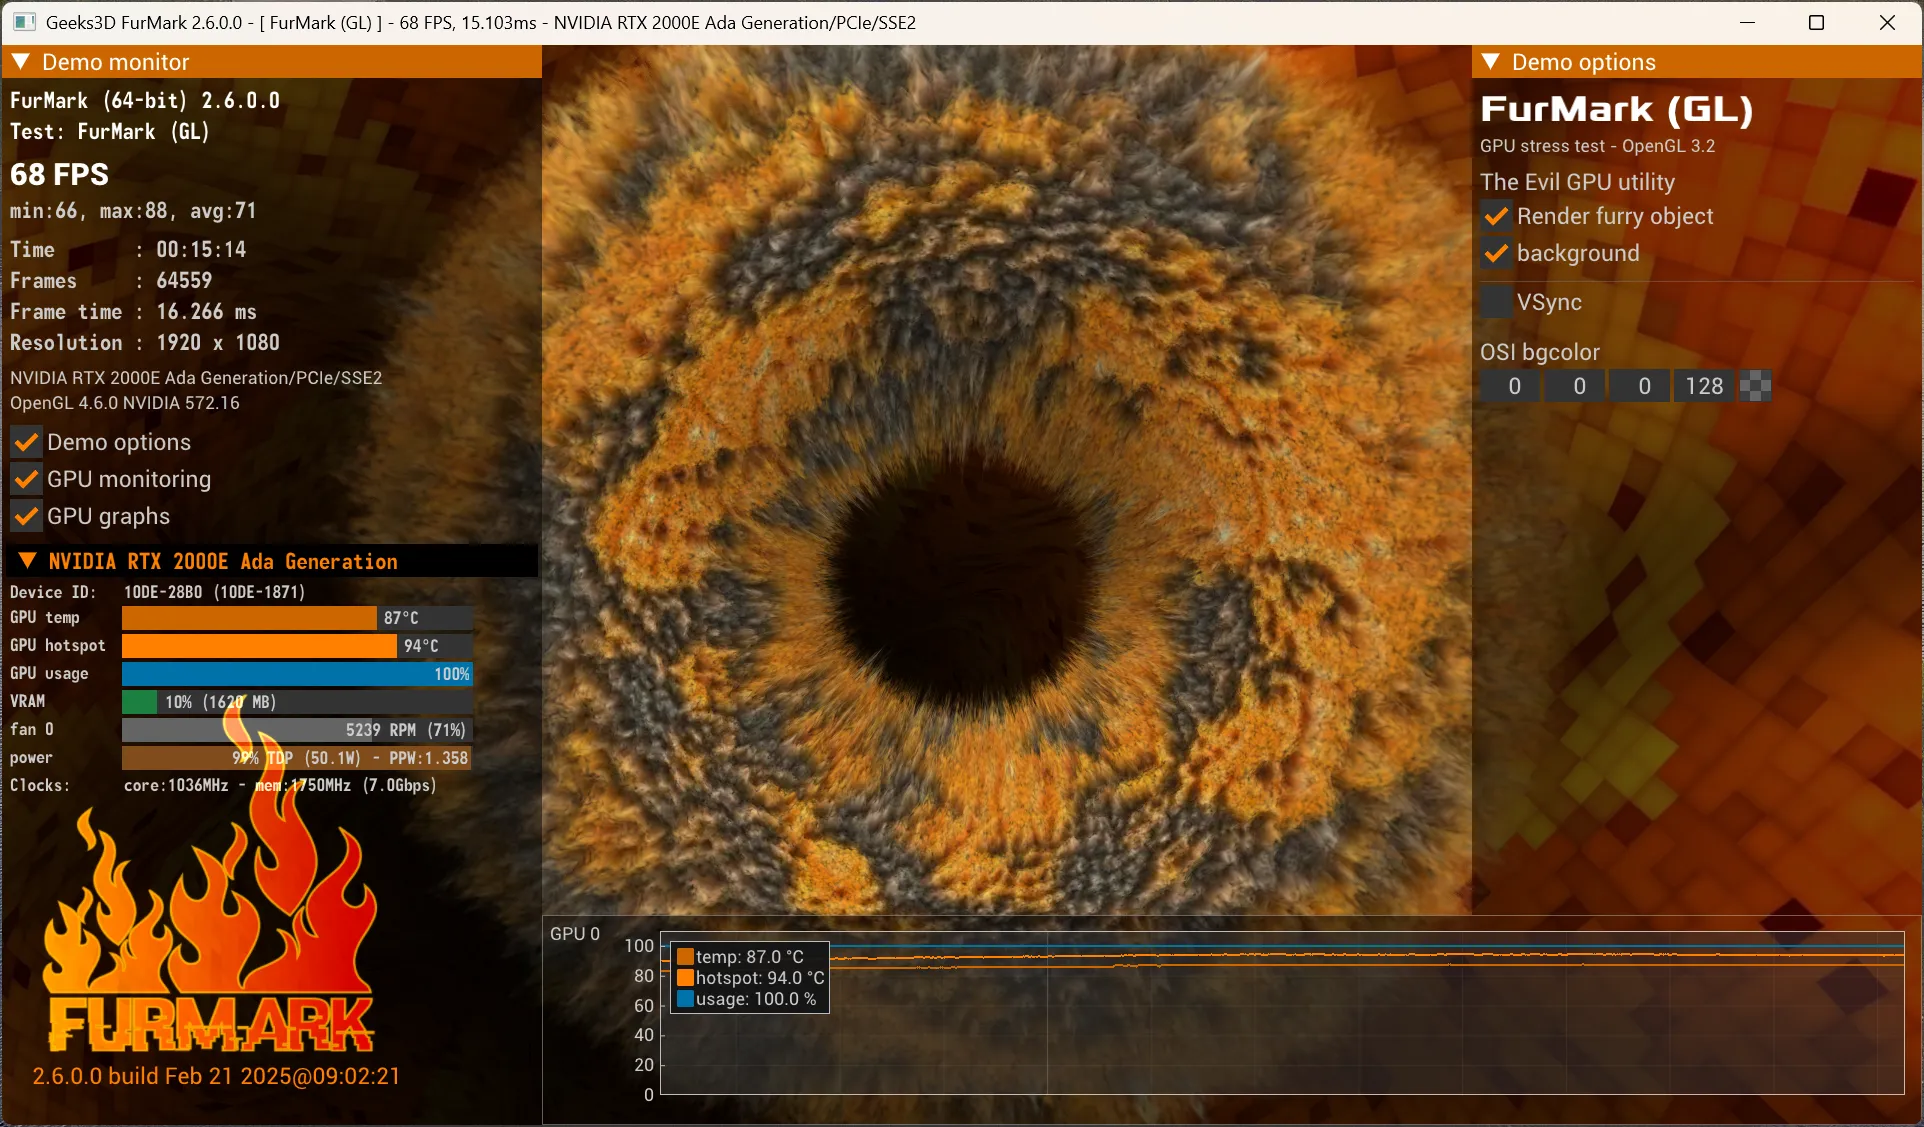 Geeks3D FurMark 2.6.0.0 - [ FurMark (GL) ] - 68 FPS, 15.103ms - NVIDIA RTX 2000E Ada Generation/PCIe/SSE2
Demo monitor
FurMark (64-bit) 2.6.0.0
Test: FurMark (GL)
68 FPS
min:66, max:88, avg:71
Time : 00:15:14
Frames : 64559
Frame time : 16.266 ms
Resolution : 1920 x 1080
NVIDIA RTX 2000E Ada Generation/PCIe/SSE2
OpenGL 4.6.0 NVIDIA 572.16
Demo options
GPU monitoring
GPU graphs
NVIDIA RTX 2000E Ada Generation
Device ID: 10DE-28B0 (10DE-1871)
GPU temp 87°C
GPU hotspot 94°C
GPU usage 100%
VRAM 10% (1620 MB)
fan 0 5239 RPM (71%)
power 99% TDP (50.1W) - PPW:1.358
Clocks: core:1036MHz - mem:1750MHz (7.0Gbps)
FURMARK
2.6.0.0 build Feb 21 2025@09:02:21
Demo options
FurMark (GL)
GPU stress test - OpenGL 3.2
The Evil GPU utility
Render furry object
background
VSync
OSI bgcolor
0 0 0 128
GPU 0
100
80
60
40
20
0
temp: 87.0 °C
hotspot: 94.0 °C
usage: 100.0 %